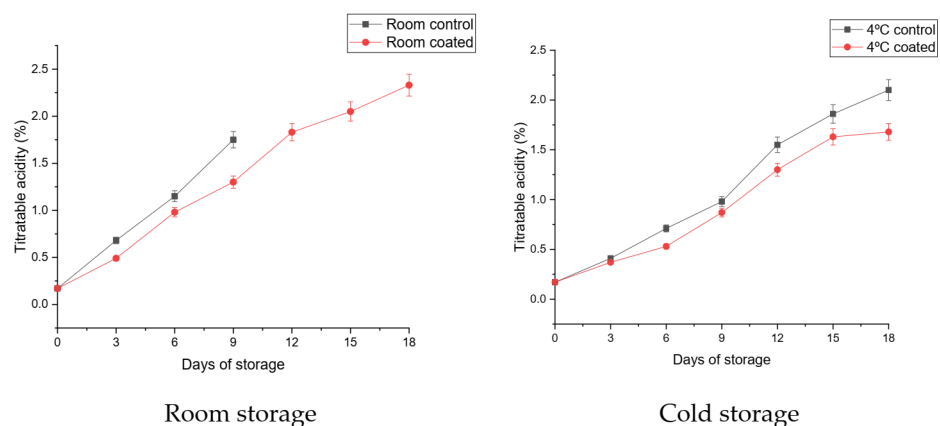 Room control
Room coated
2.5
2.0
1.5
1.0
0.5
0.0
Titratable acidity (%)
0 3 6 9 12 15 18
Days of storage
Room storage
4ºC control
4ºC coated
2.5
2.0
1.5
1.0
0.5
0.0
Titratable acidity (%)
0 3 6 9 12 15 18
Days of storage
Cold storage